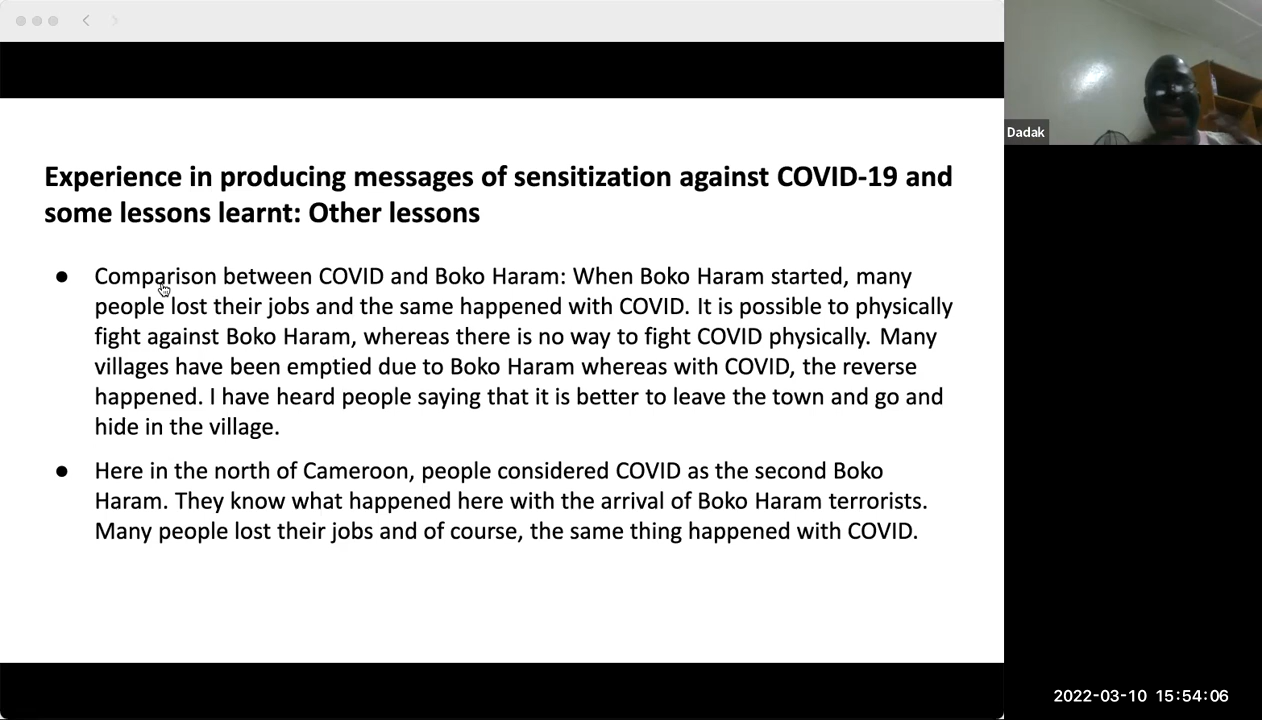 Experience in producing messages of sensitization against COVID-19 and
some lessons learnt: Other lessons
● Comparison between COVID and Boko Haram: When Boko Haram started, many
people lost their jobs and the same happened with COVID. It is possible to physically
fight against Boko Haram, whereas there is no way to fight COVID physically. Many
villages have been emptied due to Boko Haram whereas with COVID, the reverse
happened. I have heard people saying that it is better to leave the town and go and
hide in the village.
● Here in the north of Cameroon, people considered COVID as the second Boko
Haram. They know what happened here with the arrival of Boko Haram terrorists.
Many people lost their jobs and of course, the same thing happened with COVID.
Dadak
2022-03-10 15:54:06